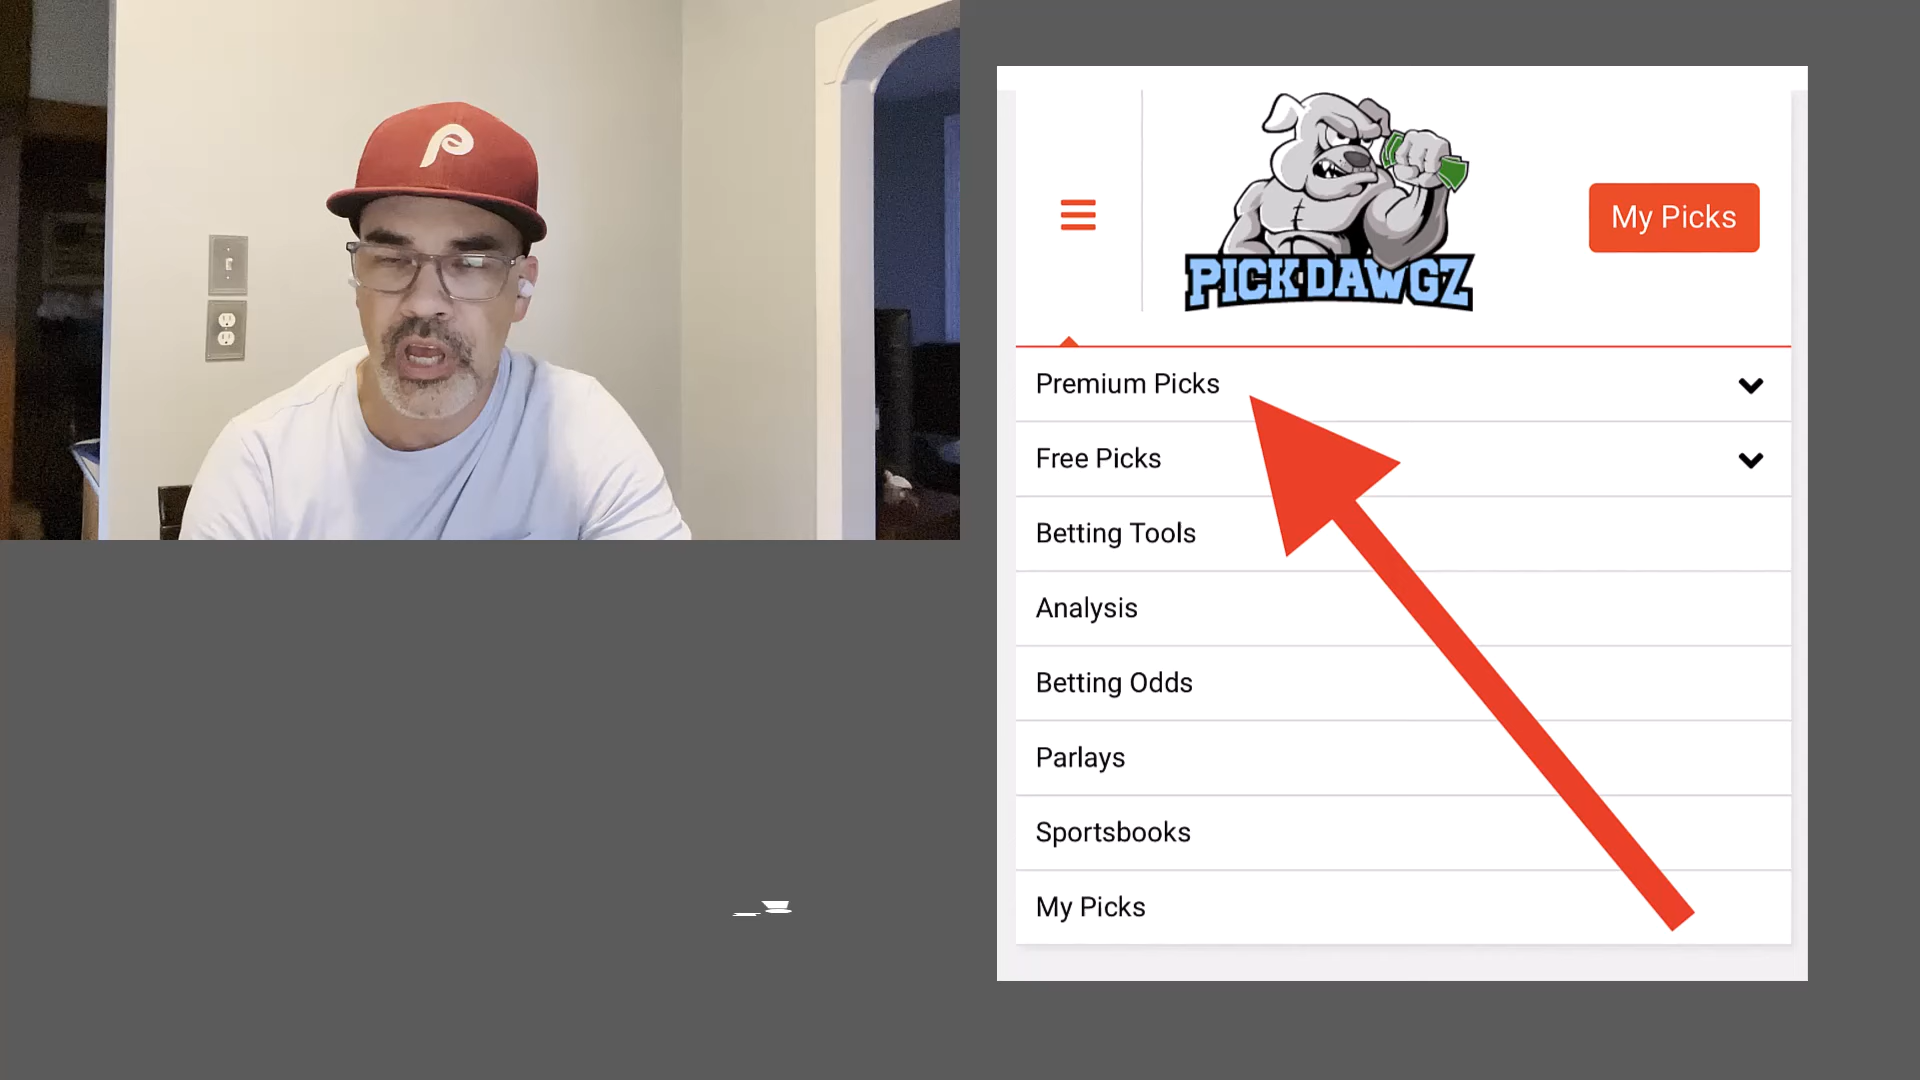 P
PICKDAWGZ
My Picks
Premium Picks
Free Picks
Betting Tools
Analysis
Betting Odds
Parlays
Sportsbooks
My Picks